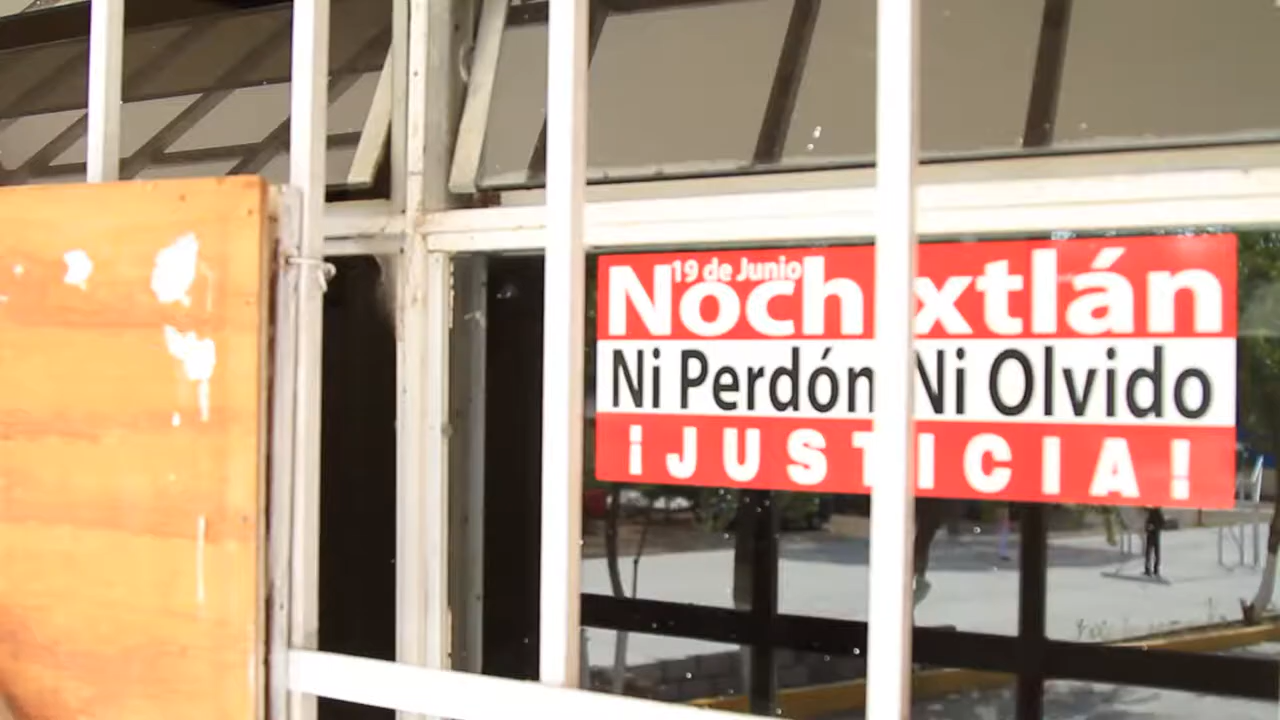 19 de Junio
Noch xtlán
Ni Perdón Ni Olvido
¡JUSTICIA!